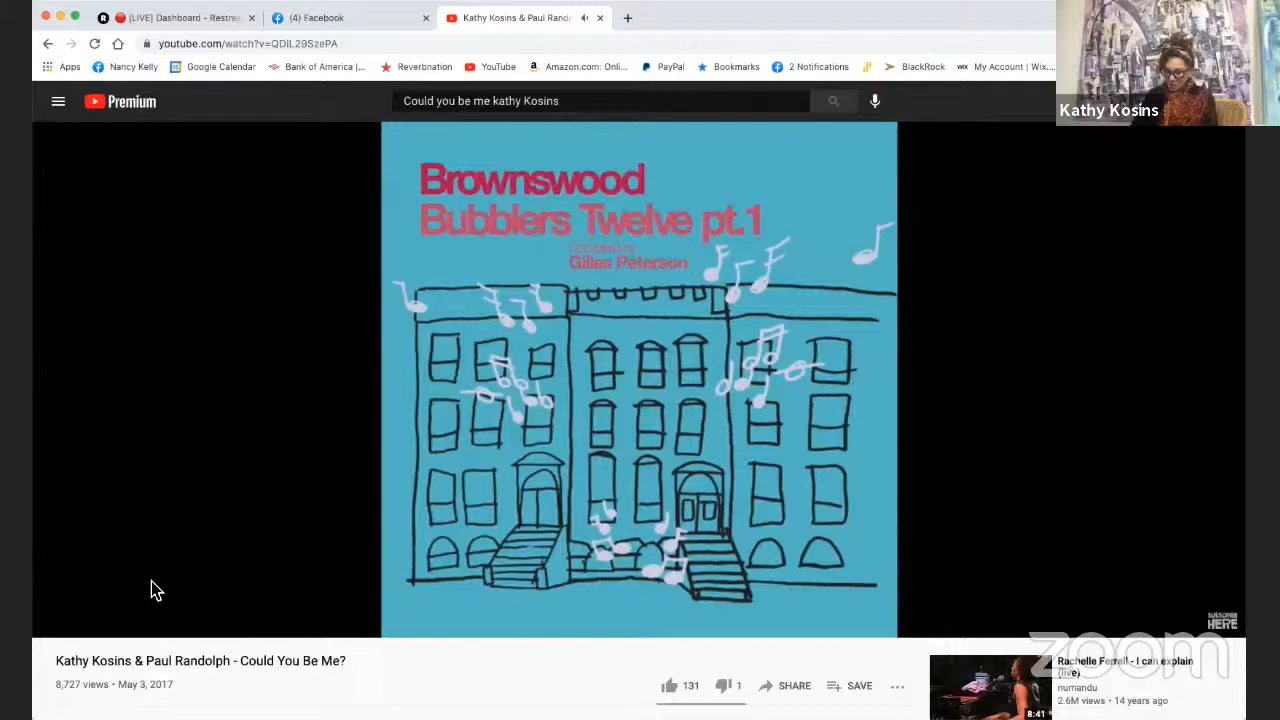 (LIVE) Dashboard - Restrea
(4) Facebook
Kathy Kosins & Paul Rando
youtube.com/watch?v=QDiL29SzePA
Apps
Nancy Kelly
Google Calendar
Bank of America |...
Reverbnation
YouTube
Amazon.com: Onli...
PayPal
Bookmarks
2 Notifications
BlackRock
WIX My Account | Wix....
Kathy Kosins
Premium
Could you be me kathy Kosins
Brownswood
Bubblers Twelve pt.1
Compiled by
Gilles Peterson
SUBSCRIBE
HERE
zoom
Kathy Kosins & Paul Randolph - Could You Be Me?
8,727 views • May 3, 2017
131
1
SHARE
SAVE
Rachelle Ferrell - I can explain
(live)
numandu
2.6M views • 14 years ago
8:41